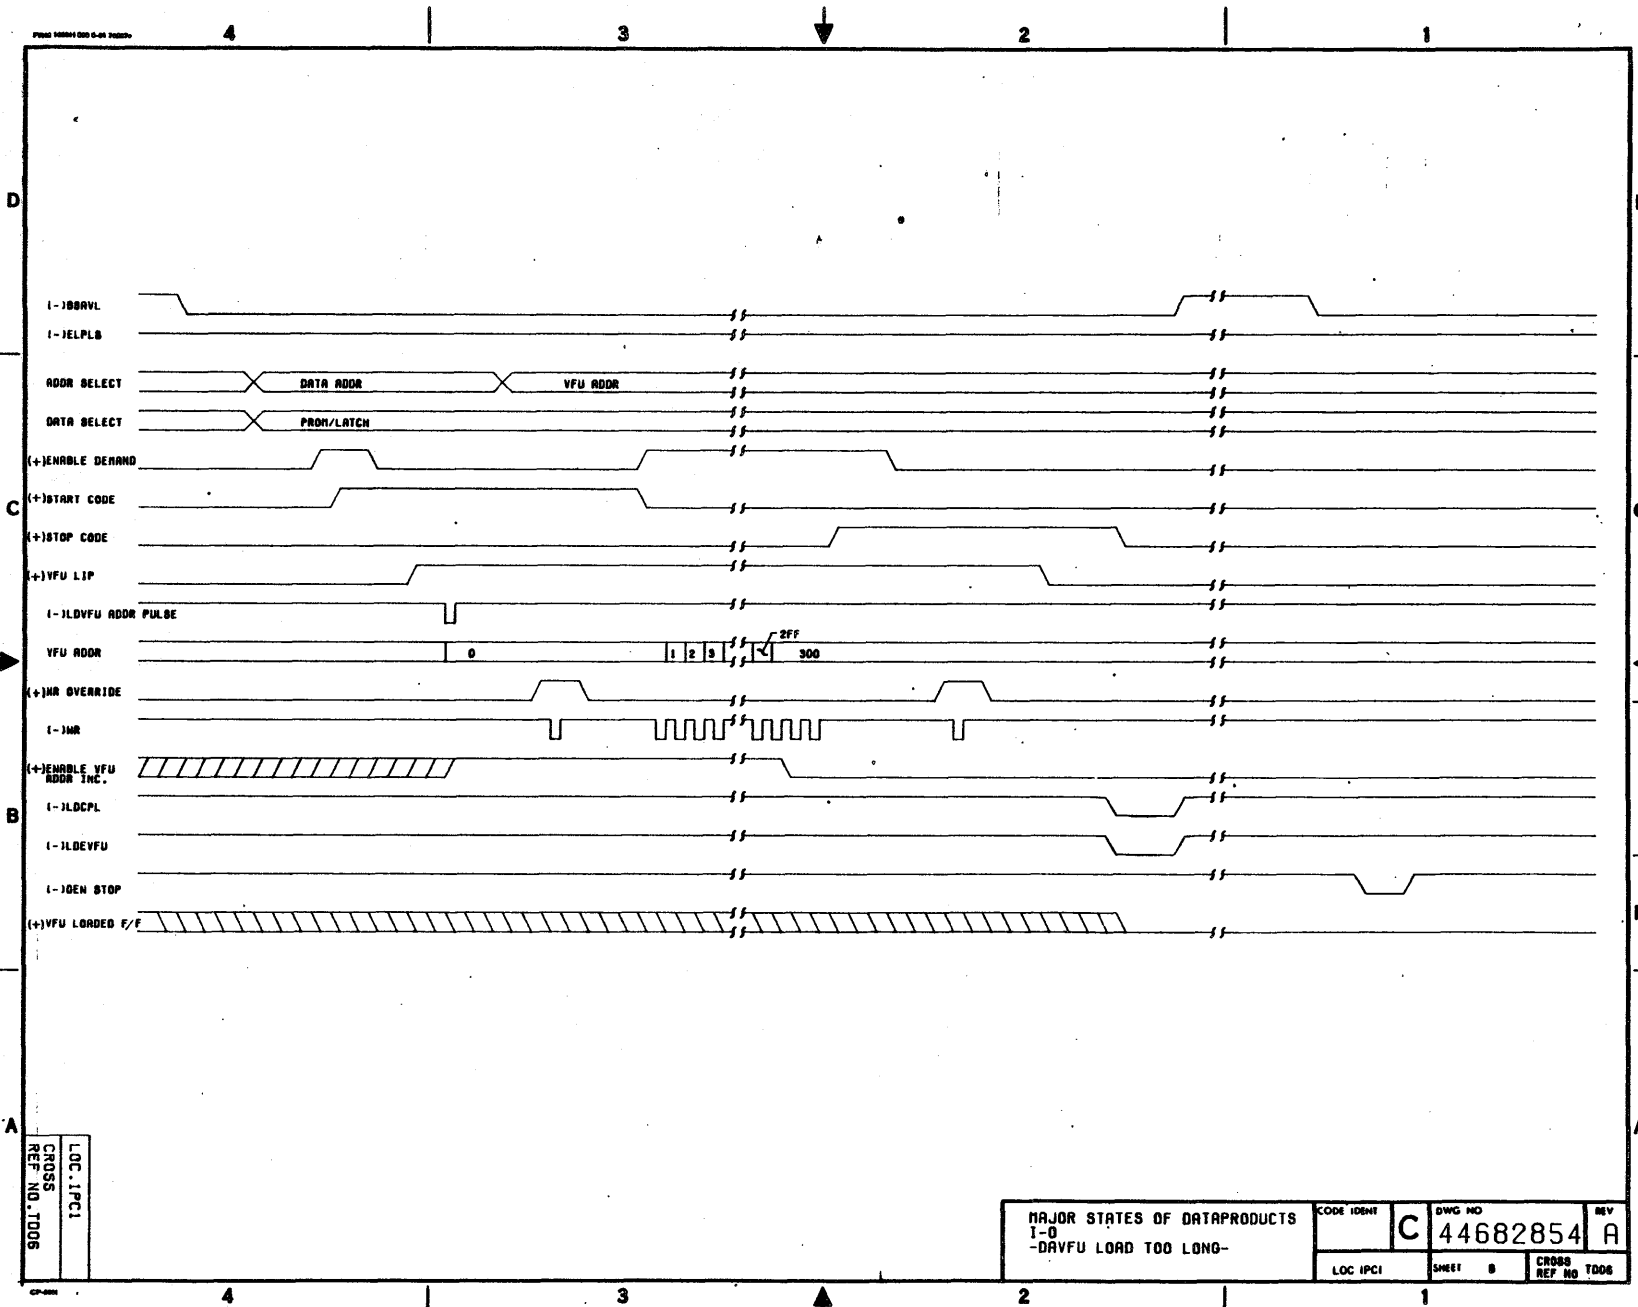 4 3 2 1
D
(-)BSAVL
(-)ELPLS
ADDR SELECT DATA ADDR VFU ADDR
DATA SELECT PROM/LATCH
(+)ENABLE DEMAND
(+)START CODE
C
(+)STOP CODE
(+)VFU LIP
(-)LDVFU ADDR PULSE
2FF
VFU ADDR 0 1 2 3 300
(+)WR OVERRIDE
(-)WR
(+)ENABLE VFU
ADDR INC.
(-)LDCPL
B
(-)LDEVFU
(-)GEN STOP
(+)VFU LOADED F/F
A
LOC.IPC1
CROSS
REF NO.TD06
MAJOR STATES OF DATAPRODUCTS
I-O
-DAVFU LOAD TOO LONG-
CODE IDENT
C
DWG NO
44682854
REV
A
LOC IPC1
SHEET 8
CROSS
REF NO TD06
4 3 2 1